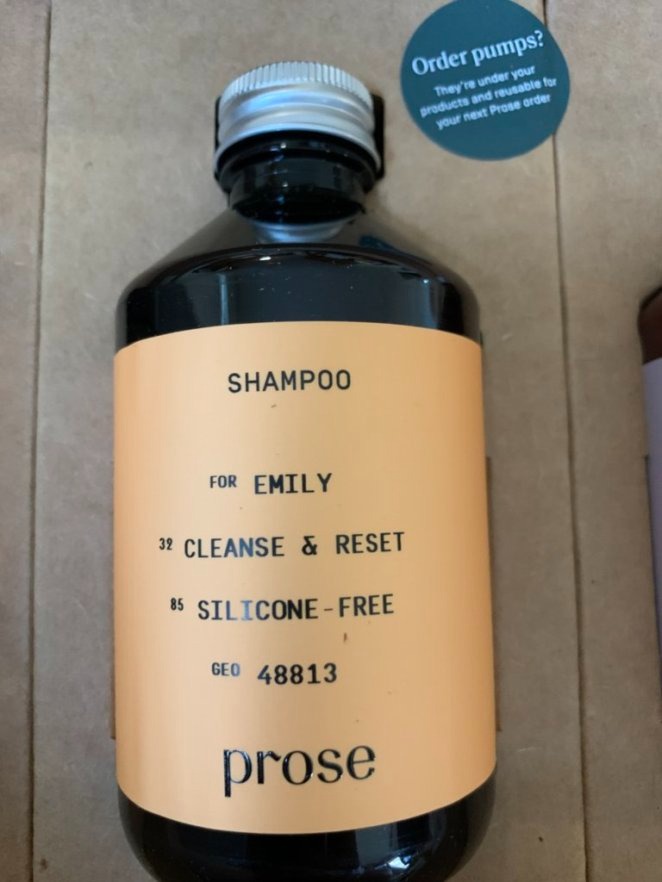 Order pumps?
They're under your
products and reusable for
your next Prose order
SHAMPOO
FOR EMILY
39 CLEANSE & RESET
85 SILICONE-FREE
GEO 48813
prose